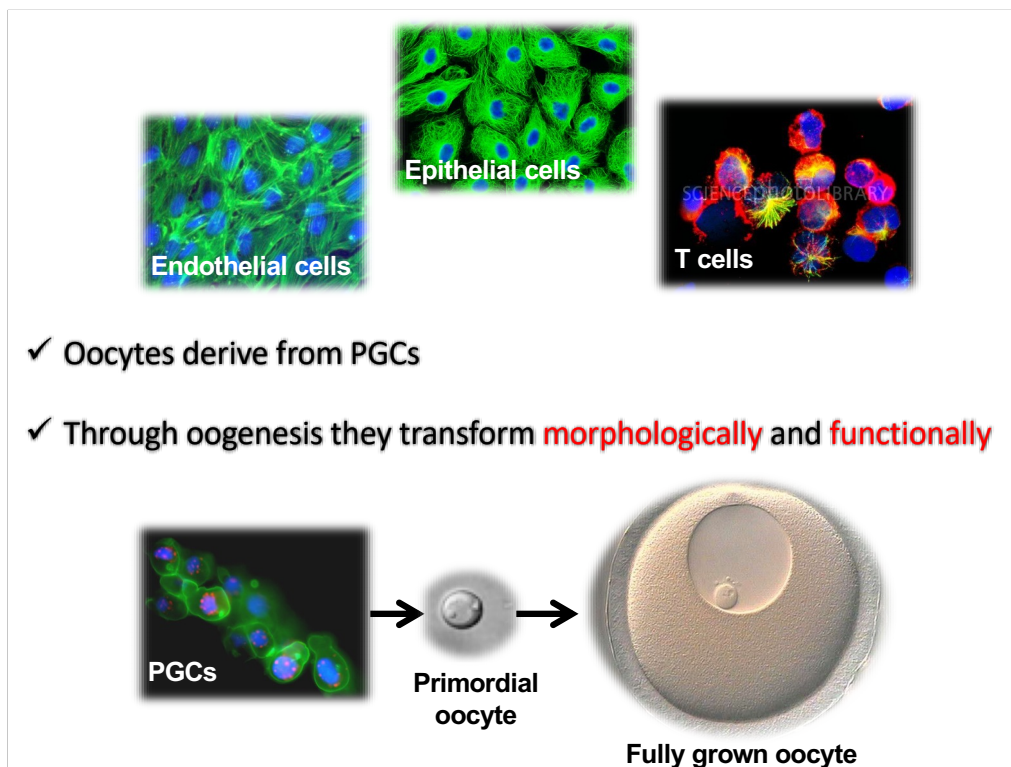 Epithelial cells
Endothelial cells
SCIENCEPHOTOLIBRARY
T cells
✓ Oocytes derive from PGCs
✓ Through oogenesis they transform morphologically and functionally
PGCs
Primordial
oocyte
Fully grown oocyte